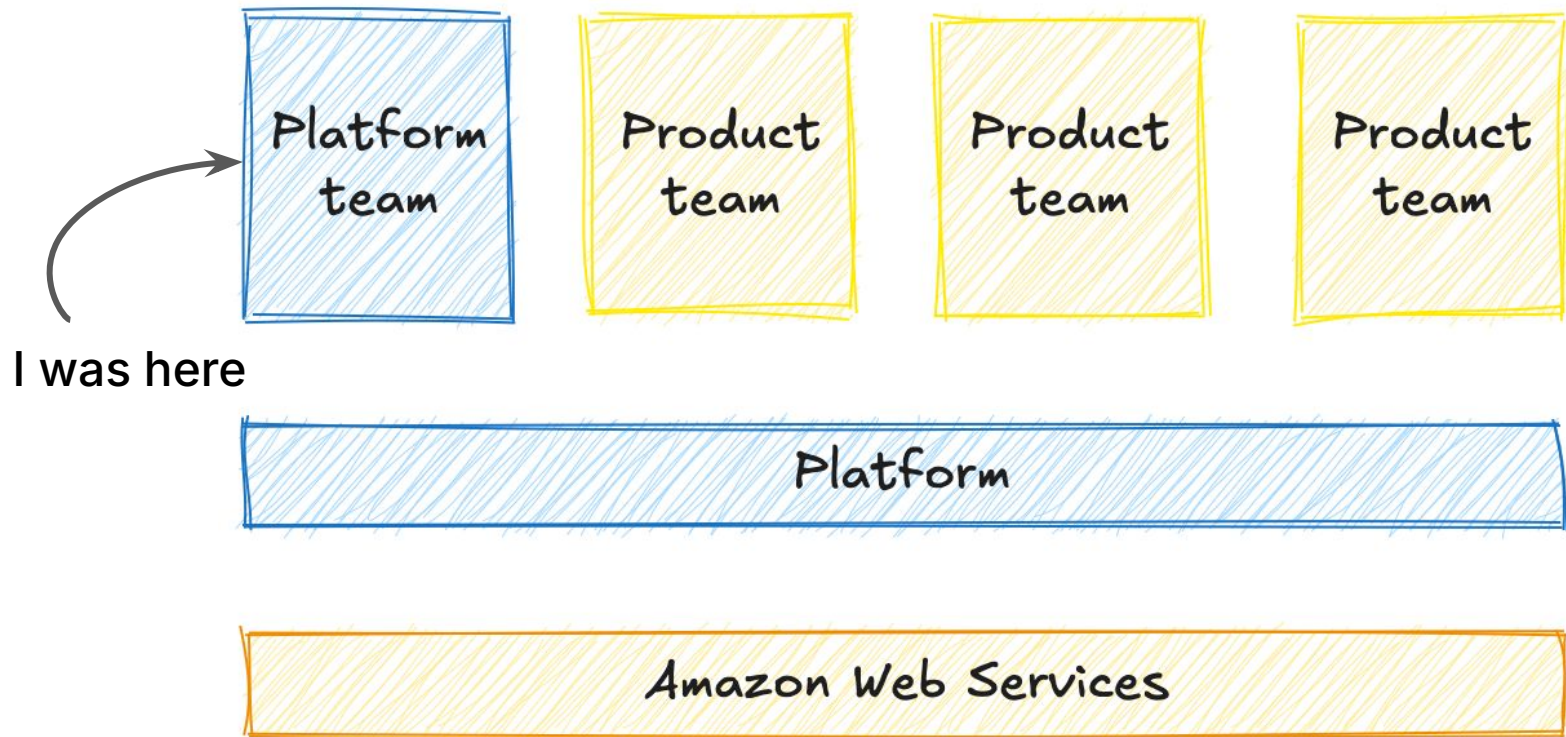 Platform
team
Product
team
Product
team
Product
team
I was here
Platform
Amazon Web Services